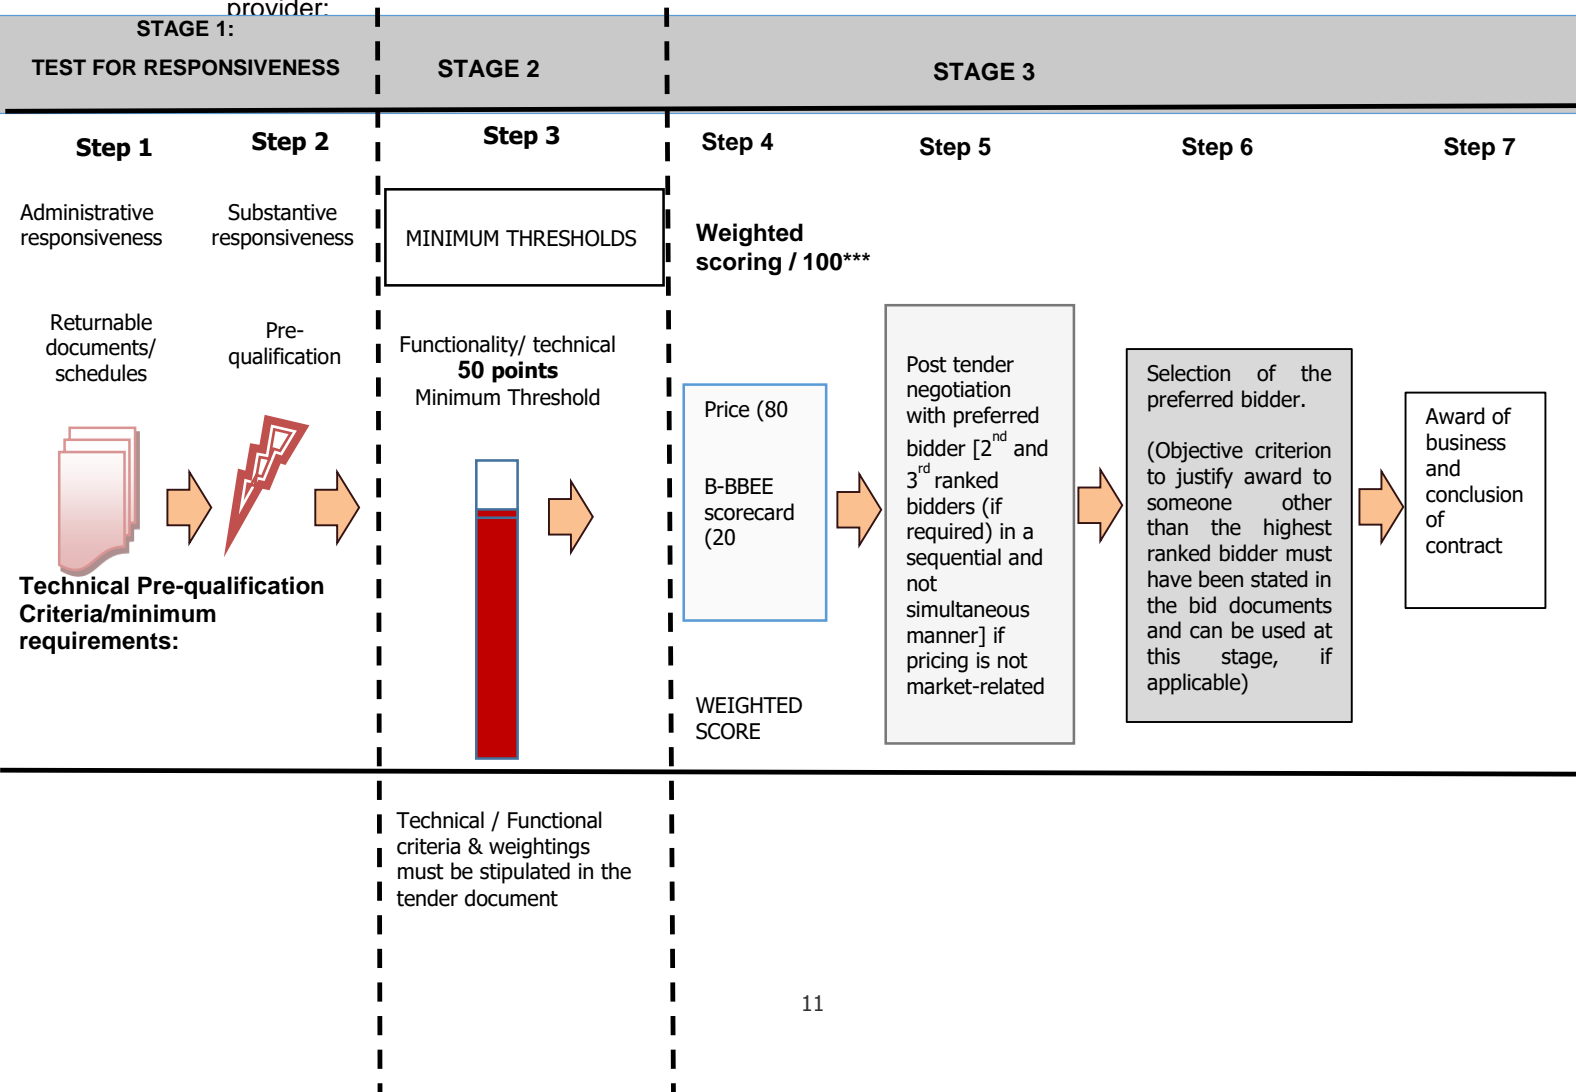 provider:
STAGE 1:
TEST FOR RESPONSIVENESS
STAGE 2
STAGE 3
Step 1
Step 2
Step 3
Step 4
Step 5
Step 6
Step 7
Administrative
responsiveness
Substantive
responsiveness
MINIMUM THRESHOLDS
Weighted
scoring / 100***
Returnable
documents/
schedules
Pre-
qualification
Functionality/ technical
50 points
Minimum Threshold
Price (80
B-BBEE
scorecard
(20
Post tender
negotiation
with preferred
bidder [2nd and
3rd ranked
bidders (if
required) in a
sequential and
not
simultaneous
manner] if
pricing is not
market-related
Selection of the
preferred bidder.
(Objective criterion
to justify award to
someone other
than the highest
ranked bidder must
have been stated in
the bid documents
and can be used at
this stage, if
applicable)
Award of
business
and
conclusion
of
contract
Technical Pre-qualification
Criteria/minimum
requirements:
WEIGHTED
SCORE
Technical / Functional
criteria & weightings
must be stipulated in the
tender document
11